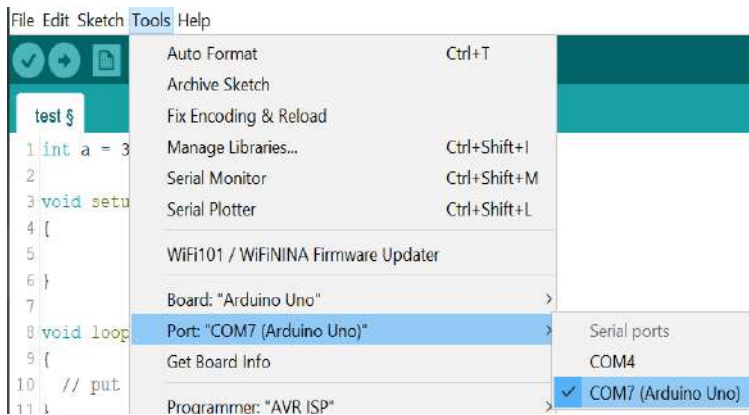 File Edit Sketch Tools Help
Auto Format Ctrl+T
Archive Sketch
test §
Fix Encoding & Reload
1 int a = 3
Manage Libraries... Ctrl+Shift+I
2
Serial Monitor Ctrl+Shift+M
3 void setu
Serial Plotter Ctrl+Shift+L
4 {
5
WiFi101 / WiFiNINA Firmware Updater
6 }
7
Board: "Arduino Uno"
8 void loop
Port: "COM7 (Arduino Uno)"
Serial ports
9 {
Get Board Info
COM4
10 // put
Programmer: "AVR ISP"
COM7 (Arduino Uno)
11 }